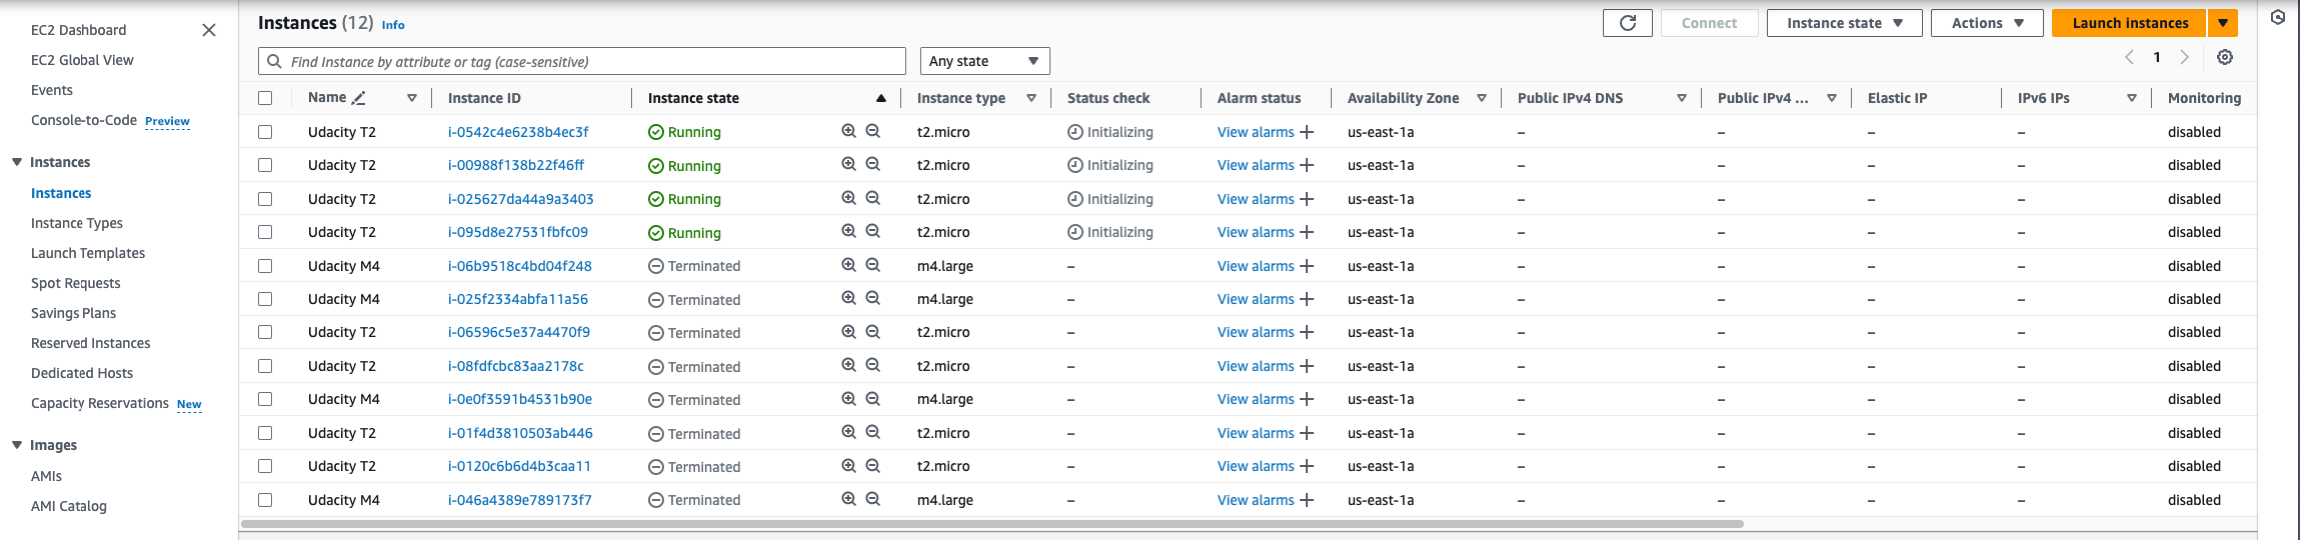 EC2 Dashboard
EC2 Global View
Events
Console-to-Code Preview
Instances
Instances
Instance Types
Launch Templates
Spot Requests
Savings Plans
Reserved Instances
Dedicated Hosts
Capacity Reservations New
Images
AMIs
AMI Catalog
Instances (12) Info
Connect Instance state Actions Launch instances
Find Instance by attribute or tag (case-sensitive) Any state 1
Name Instance ID Instance state Instance type Status check Alarm status Availability Zone Public IPv4 DNS Public IPv4 ... Elastic IP IPv6 IPs Monitoring
Udacity T2 i-0542c4e6238b4ec3f Running t2.micro Initializing View alarms + us-east-1a – – – – disabled
Udacity T2 i-00988f138b22f46ff Running t2.micro Initializing View alarms + us-east-1a – – – – disabled
Udacity T2 i-025627da44a9a3403 Running t2.micro Initializing View alarms + us-east-1a – – – – disabled
Udacity T2 i-095d8e27531fbfc09 Running t2.micro Initializing View alarms + us-east-1a – – – – disabled
Udacity M4 i-06b9518c4bd04f248 Terminated m4.large – View alarms + us-east-1a – – – – disabled
Udacity M4 i-025f2334abfa11a56 Terminated m4.large – View alarms + us-east-1a – – – – disabled
Udacity T2 i-06596c5e37a4470f9 Terminated t2.micro – View alarms + us-east-1a – – – – disabled
Udacity T2 i-08fdfcbc83aa2178c Terminated t2.micro – View alarms + us-east-1a – – – – disabled
Udacity M4 i-0e0f3591b4531b90e Terminated m4.large – View alarms + us-east-1a – – – – disabled
Udacity T2 i-01f4d3810503ab446 Terminated t2.micro – View alarms + us-east-1a – – – – disabled
Udacity T2 i-0120c6b6d4b3caa11 Terminated t2.micro – View alarms + us-east-1a – – – – disabled
Udacity M4 i-046a4389e789173f7 Terminated m4.large – View alarms + us-east-1a – – – – disabled